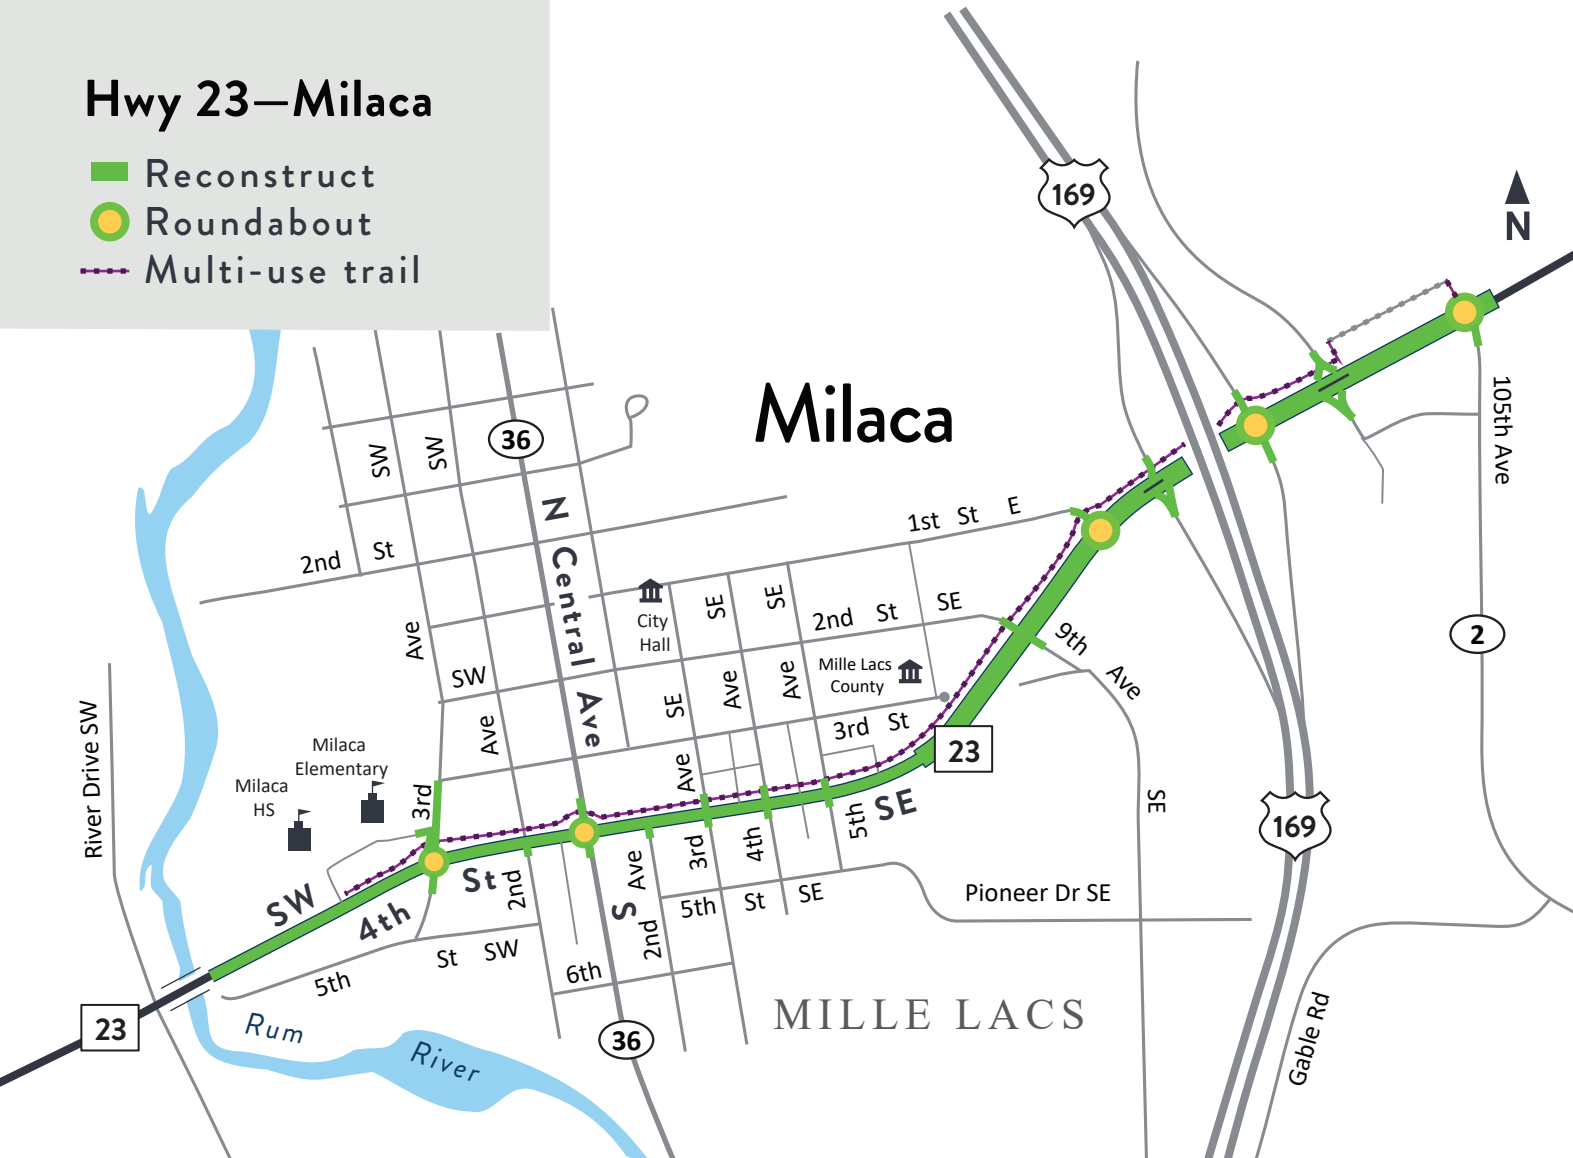 Hwy 23—Milaca
Reconstruct
Roundabout
Multi-use trail
169
N
Milaca
36
SW
SW
105th Ave
N Central Ave
1st St E
2nd St
City
Hall
SE
SE
2nd St SE
9th Ave
2
Ave
SW
Mille Lacs
County
SE
Ave
Ave
Ave
3rd St
23
River Drive SW
Milaca
Elementary
Milaca
HS
3rd
Ave
5th
SE
SE
169
SW
4th
St
2nd
S
Ave
2nd
3rd
4th
5th St SE
Pioneer Dr SE
5th
St SW
6th
23
Rum
River
36
MILLE LACS
Gable Rd